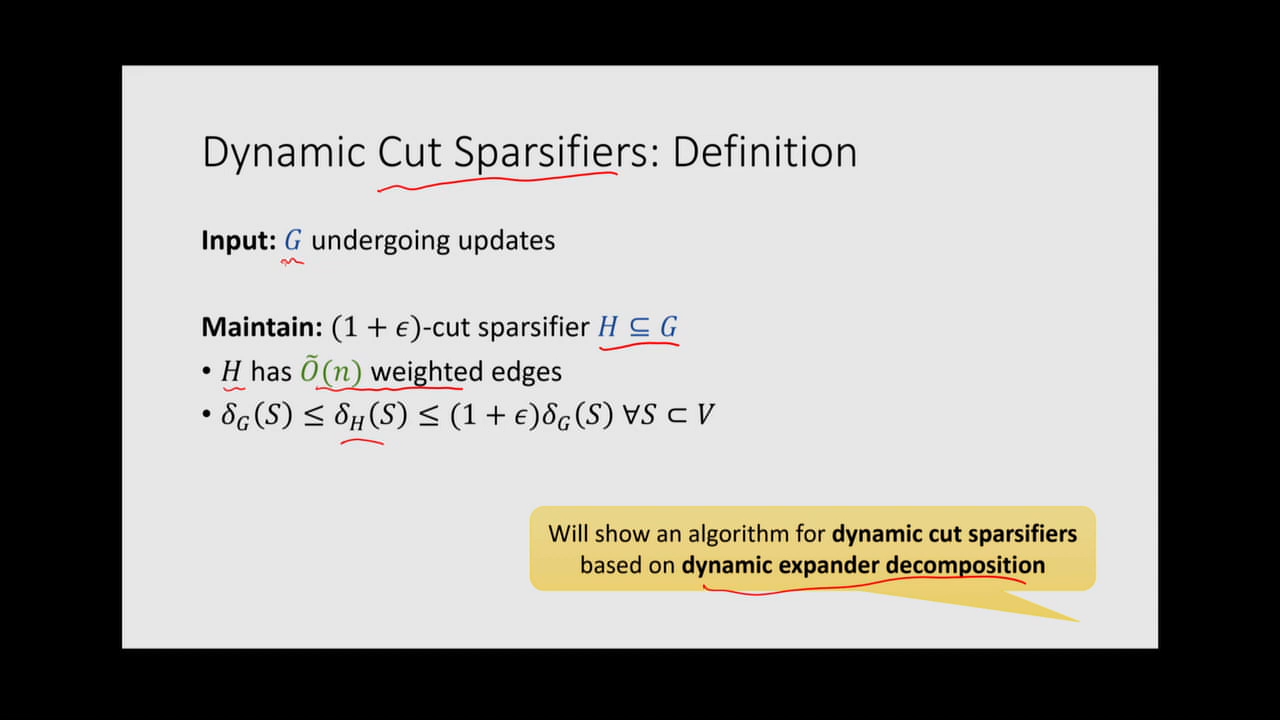 Dynamic Cut Sparsifiers: Definition
Input: G undergoing updates
Maintain: (1 + ϵ)-cut sparsifier H ⊆ G
• H has Õ(n) weighted edges
• δ_G(S) ≤ δ_H(S) ≤ (1 + ϵ)δ_G(S) ∀S ⊂ V
Will show an algorithm for dynamic cut sparsifiers
based on dynamic expander decomposition